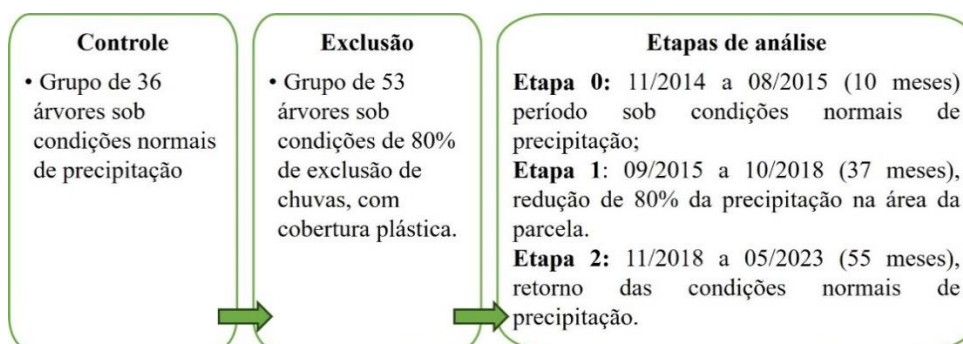 Controle
• Grupo de 36
árvores sob
condições normais
de precipitação
Exclusão
• Grupo de 53
árvores sob
condições de 80%
de exclusão de
chuvas, com
cobertura plástica.
Etapas de análise
Etapa 0: 11/2014 a 08/2015 (10 meses)
período sob condições normais de
precipitação;
Etapa 1: 09/2015 a 10/2018 (37 meses),
redução de 80% da precipitação na área da
parcela.
Etapa 2: 11/2018 a 05/2023 (55 meses),
retorno das condições normais de
precipitação.